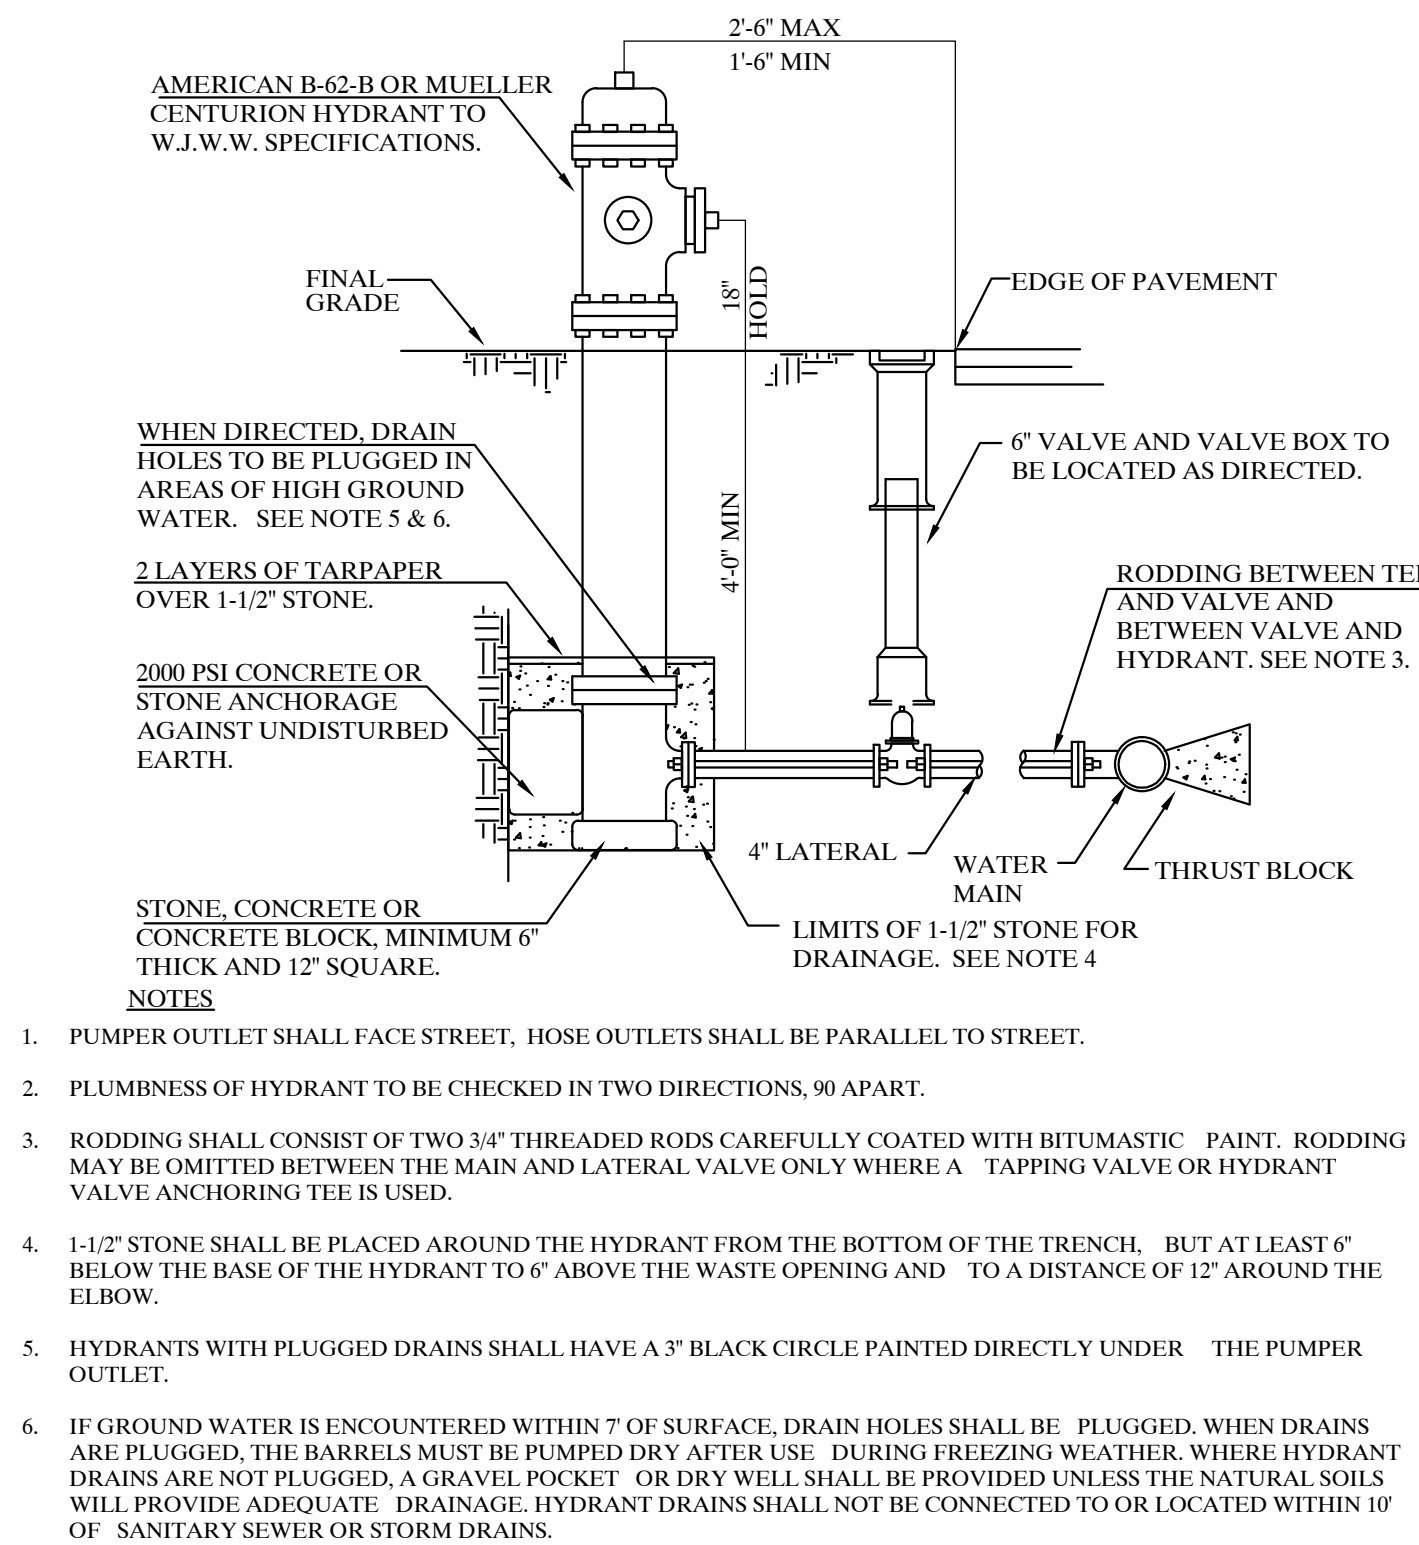 2'-6" MAX
1'-6" MIN
AMERICAN B-62-B OR MUELLER
CENTURION HYDRANT TO
W.J.W.W. SPECIFICATIONS.
FINAL
GRADE
18"
HOLD
EDGE OF PAVEMENT
WHEN DIRECTED, DRAIN
HOLES TO BE PLUGGED IN
AREAS OF HIGH GROUND
WATER. SEE NOTE 5 & 6.
6" VALVE AND VALVE BOX TO
BE LOCATED AS DIRECTED.
4'-0" MIN
2 LAYERS OF TARPAPER
OVER 1-1/2" STONE.
RODDING BETWEEN TEE
AND VALVE AND
BETWEEN VALVE AND
HYDRANT. SEE NOTE 3.
2000 PSI CONCRETE OR
STONE ANCHORAGE
AGAINST UNDISTURBED
EARTH.
4" LATERAL
WATER
MAIN
THRUST BLOCK
STONE, CONCRETE OR
CONCRETE BLOCK, MINIMUM 6"
THICK AND 12" SQUARE.
LIMITS OF 1-1/2" STONE FOR
DRAINAGE. SEE NOTE 4
NOTES
1. PUMPER OUTLET SHALL FACE STREET, HOSE OUTLETS SHALL BE PARALLEL TO STREET.
2. PLUMBNESS OF HYDRANT TO BE CHECKED IN TWO DIRECTIONS, 90 APART.
3. RODDING SHALL CONSIST OF TWO 3/4" THREADED RODS CAREFULLY COATED WITH BITUMASTIC PAINT. RODDING
MAY BE OMITTED BETWEEN THE MAIN AND LATERAL VALVE ONLY WHERE A TAPPING VALVE OR HYDRANT
VALVE ANCHORING TEE IS USED.
4. 1-1/2" STONE SHALL BE PLACED AROUND THE HYDRANT FROM THE BOTTOM OF THE TRENCH, BUT AT LEAST 6"
BELOW THE BASE OF THE HYDRANT TO 6" ABOVE THE WASTE OPENING AND TO A DISTANCE OF 12" AROUND THE
ELBOW.
5. HYDRANTS WITH PLUGGED DRAINS SHALL HAVE A 3" BLACK CIRCLE PAINTED DIRECTLY UNDER THE PUMPER
OUTLET.
6. IF GROUND WATER IS ENCOUNTERED WITHIN 7' OF SURFACE, DRAIN HOLES SHALL BE PLUGGED. WHEN DRAINS
ARE PLUGGED, THE BARRELS MUST BE PUMPED DRY AFTER USE DURING FREEZING WEATHER. WHERE HYDRANT
DRAINS ARE NOT PLUGGED, A GRAVEL POCKET OR DRY WELL SHALL BE PROVIDED UNLESS THE NATURAL SOILS
WILL PROVIDE ADEQUATE DRAINAGE. HYDRANT DRAINS SHALL NOT BE CONNECTED TO OR LOCATED WITHIN 10'
OF SANITARY SEWER OR STORM DRAINS.